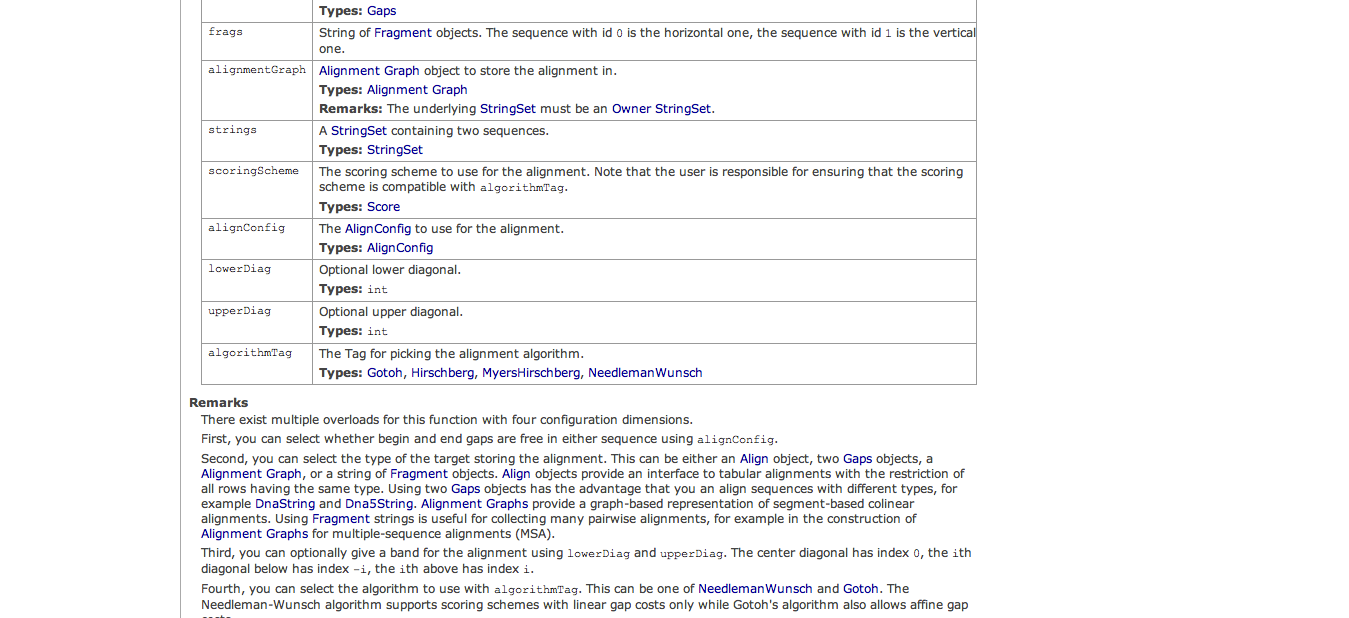 Types: Gaps
frags
String of Fragment objects. The sequence with id 0 is the horizontal one, the sequence with id 1 is the vertical
one.
alignmentGraph
Alignment Graph object to store the alignment in.
Types: Alignment Graph
Remarks: The underlying StringSet must be an Owner StringSet.
strings
A StringSet containing two sequences.
Types: StringSet
scoringScheme
The scoring scheme to use for the alignment. Note that the user is responsible for ensuring that the scoring
scheme is compatible with algorithmTag.
Types: Score
alignConfig
The AlignConfig to use for the alignment.
Types: AlignConfig
lowerDiag
Optional lower diagonal.
Types: int
upperDiag
Optional upper diagonal.
Types: int
algorithmTag
The Tag for picking the alignment algorithm.
Types: Gotoh, Hirschberg, MyersHirschberg, NeedlemanWunsch
Remarks
There exist multiple overloads for this function with four configuration dimensions.
First, you can select whether begin and end gaps are free in either sequence using alignConfig.
Second, you can select the type of the target storing the alignment. This can be either an Align object, two Gaps objects, a
Alignment Graph, or a string of Fragment objects. Align objects provide an interface to tabular alignments with the restriction of
all rows having the same type. Using two Gaps objects has the advantage that you an align sequences with different types, for
example DnaString and Dna5String. Alignment Graphs provide a graph-based representation of segment-based colinear
alignments. Using Fragment strings is useful for collecting many pairwise alignments, for example in the construction of
Alignment Graphs for multiple-sequence alignments (MSA).
Third, you can optionally give a band for the alignment using lowerDiag and upperDiag. The center diagonal has index 0, the ith
diagonal below has index -i, the ith above has index i.
Fourth, you can select the algorithm to use with algorithmTag. This can be one of NeedlemanWunsch and Gotoh. The
Needleman-Wunsch algorithm supports scoring schemes with linear gap costs only while Gotoh's algorithm also allows affine gap